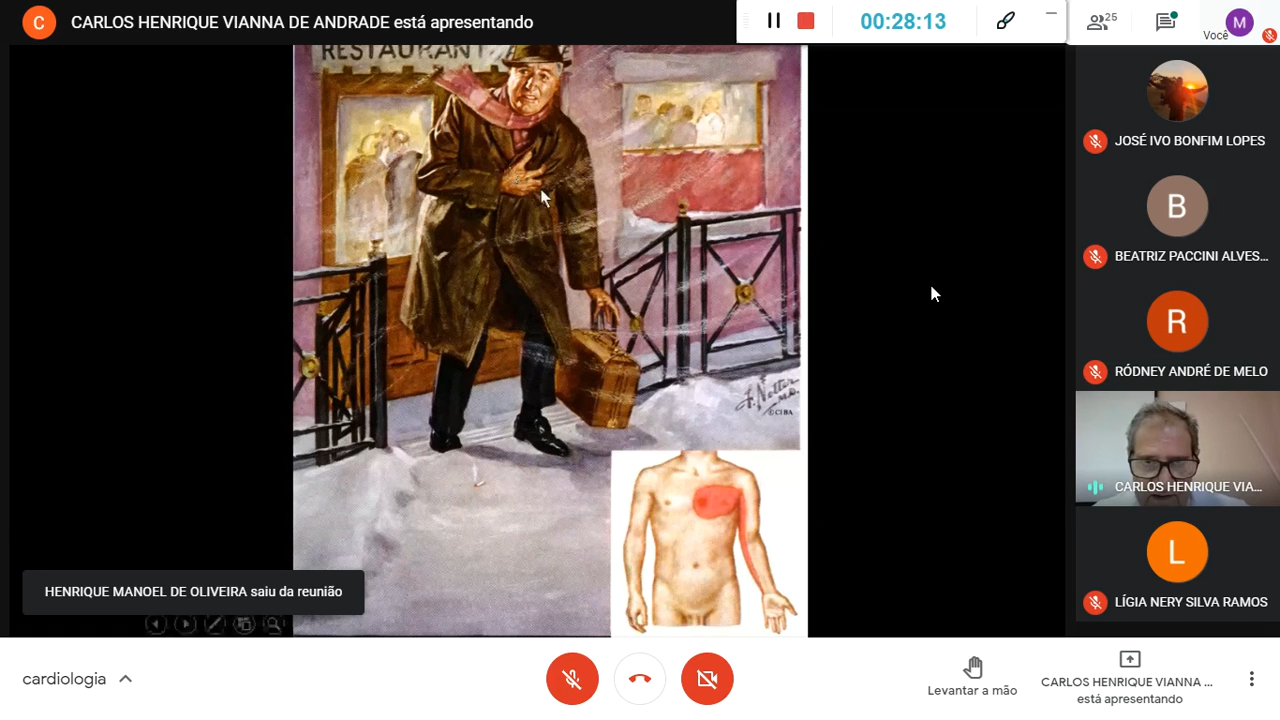 C
CARLOS HENRIQUE VIANNA DE ANDRADE está apresentando
00:28:13
25
Você
M
RESTAURANT
JOSÉ IVO BONFIM LOPES
B
BEATRIZ PACCINI ALVES...
R
RÓDNEY ANDRÉ DE MELO
F. Netter
M.D.
© CIBA
CARLOS HENRIQUE VIA...
L
LÍGIA NERY SILVA RAMOS
HENRIQUE MANOEL DE OLIVEIRA saiu da reunião
cardiologia
Levantar a mão
CARLOS HENRIQUE VIANNA ...
está apresentando